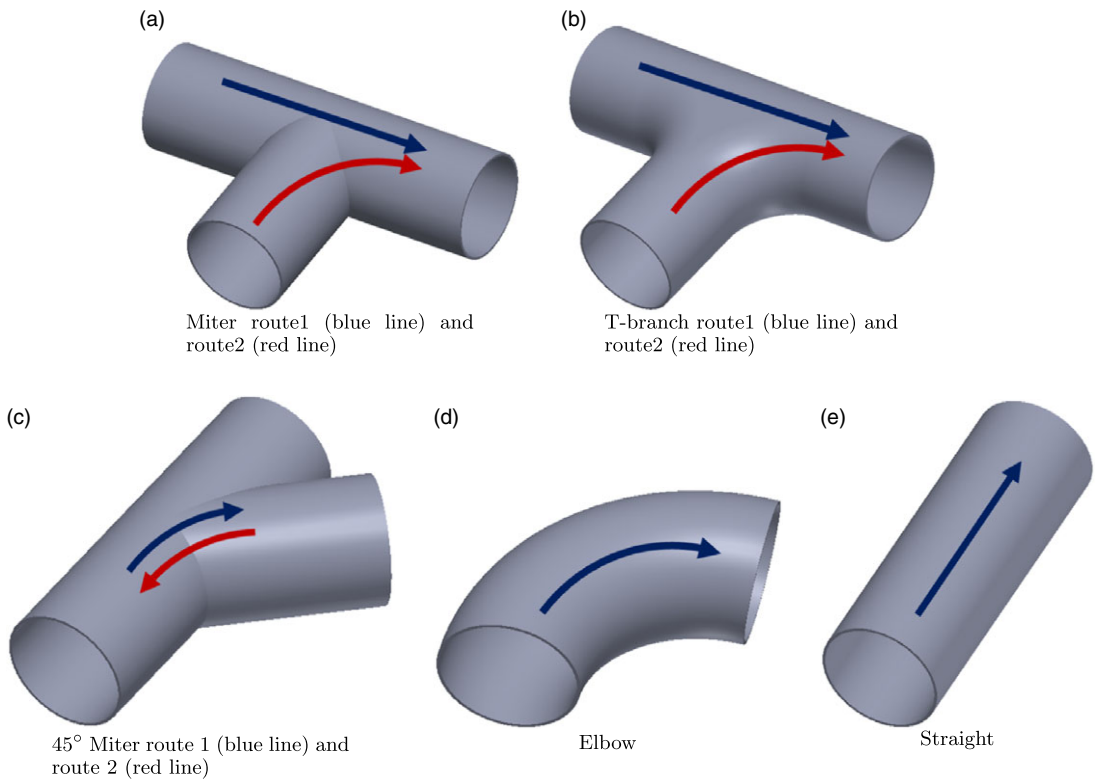 (a)
(b)
Miter route1 (blue line) and
route2 (red line)
T-branch route1 (blue line) and
route2 (red line)
(c)
(d)
(e)
45° Miter route 1 (blue line) and
route 2 (red line)
Elbow
Straight